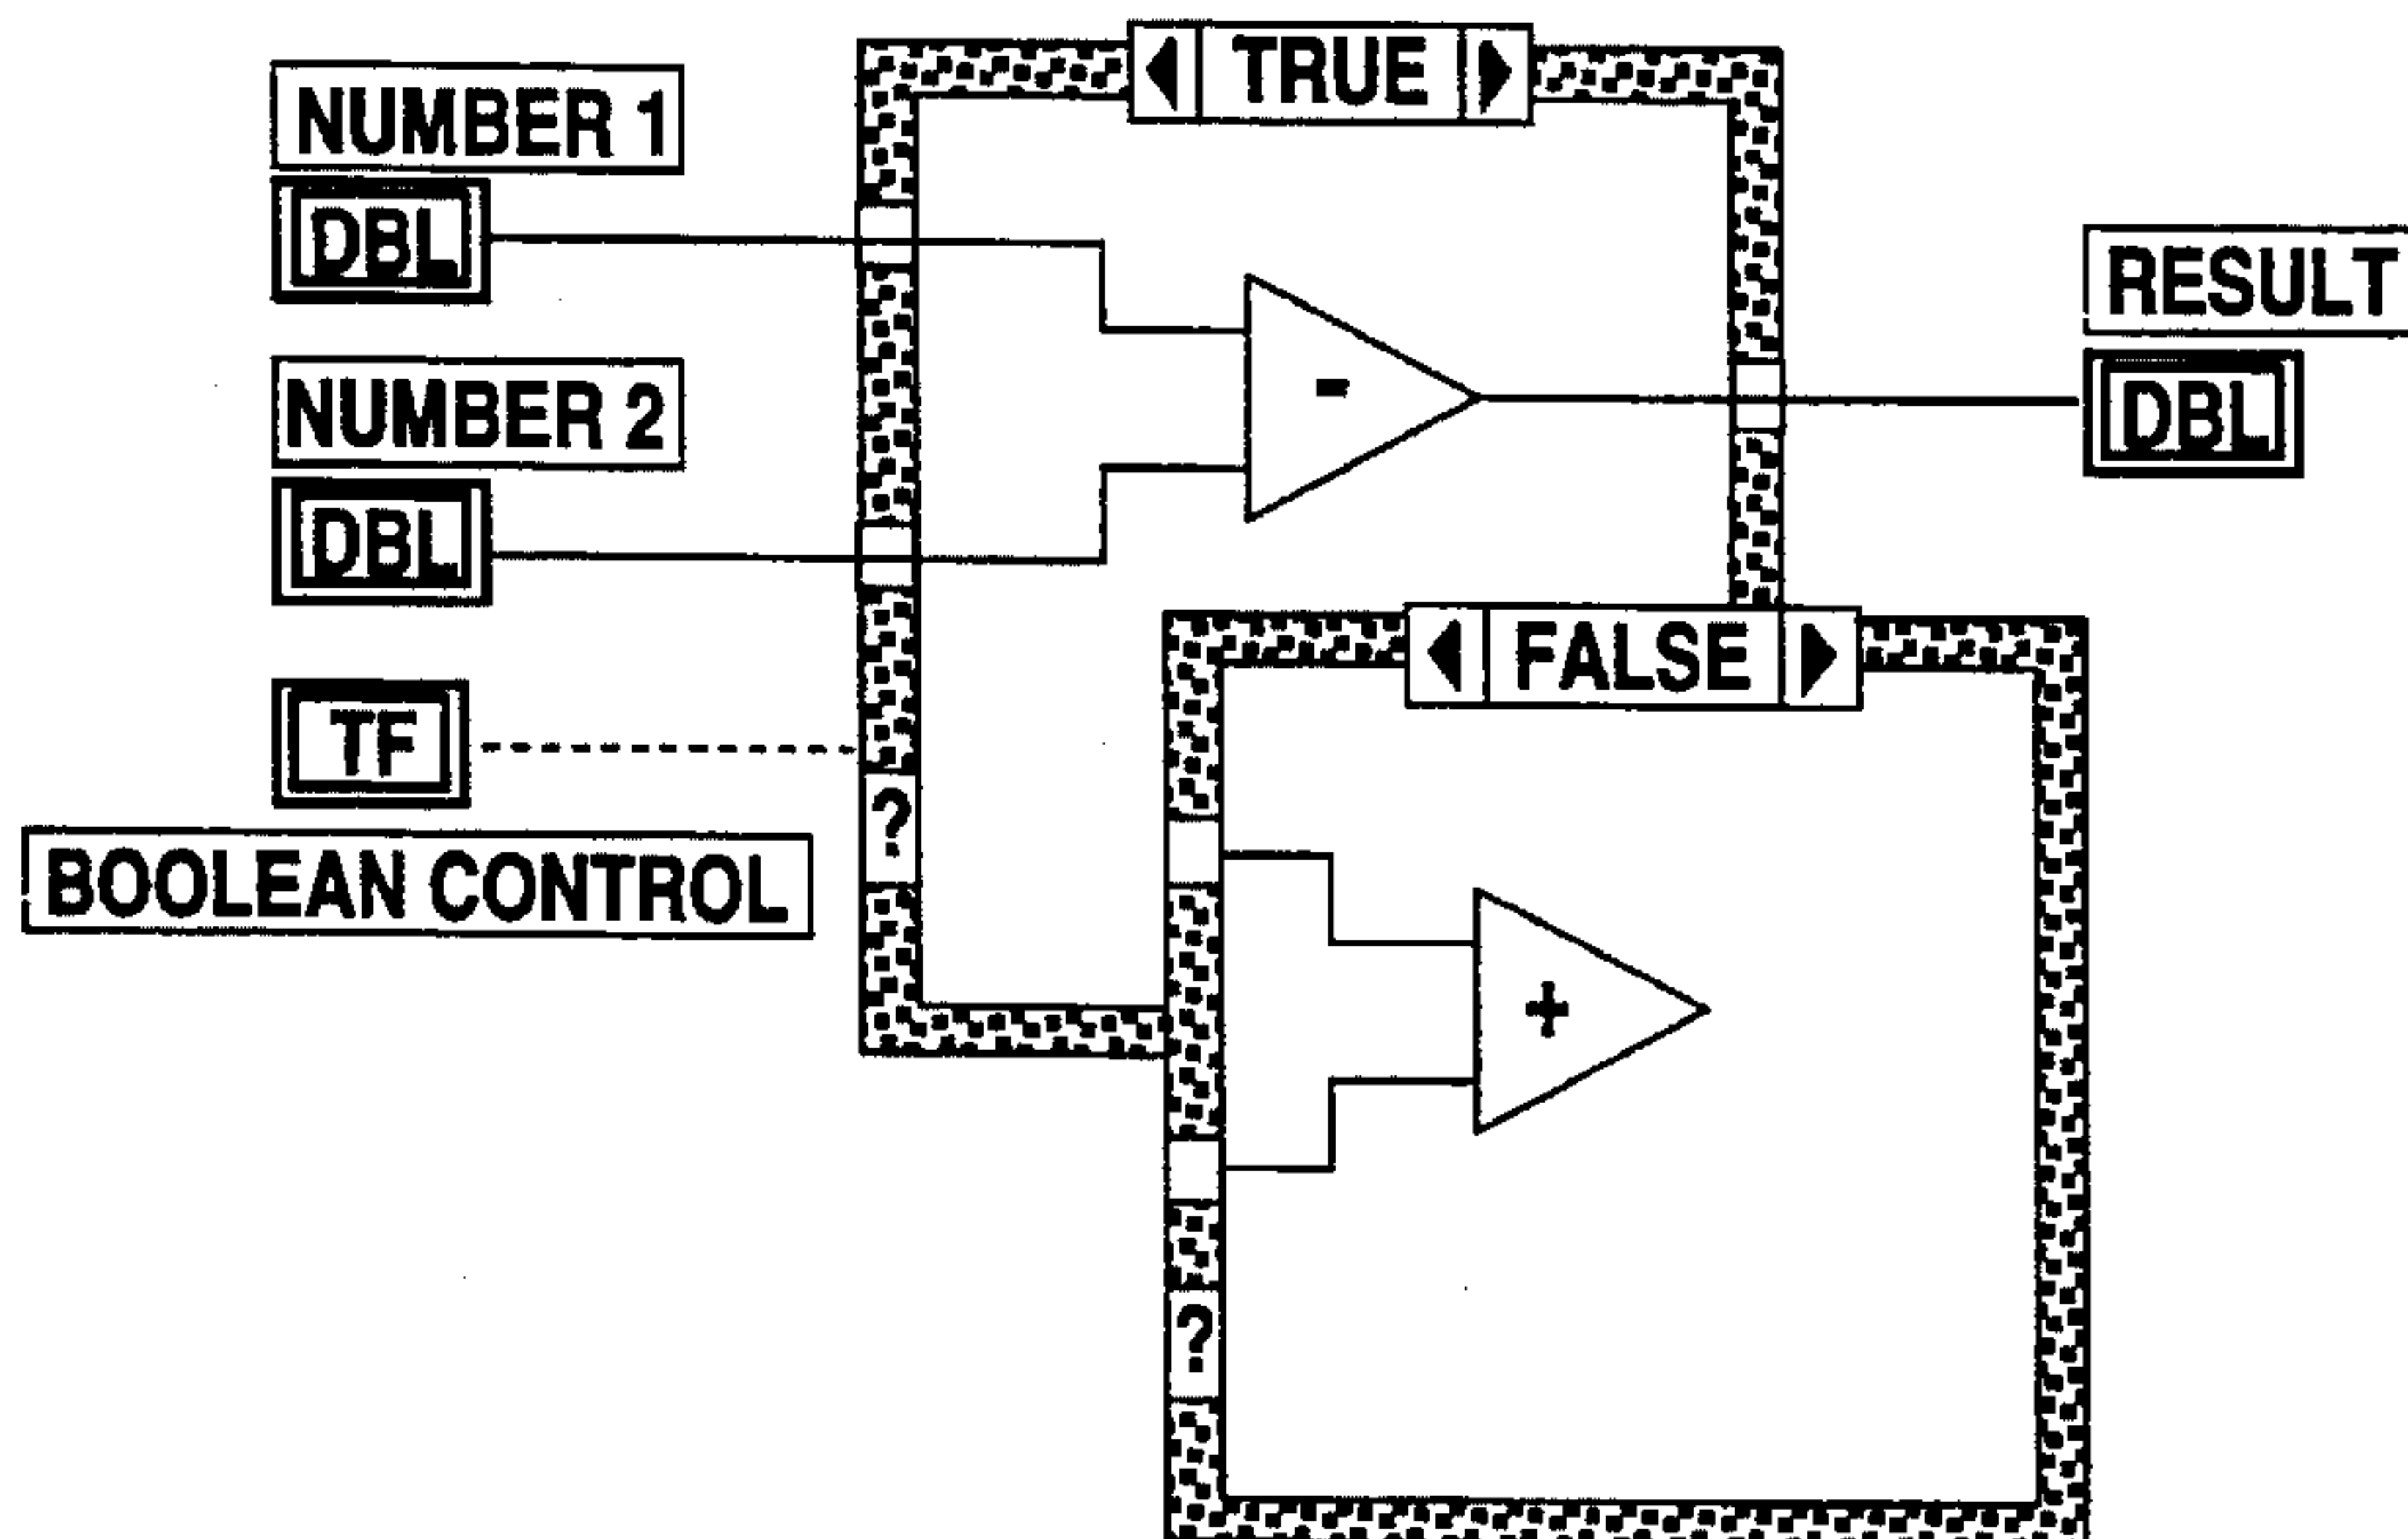 TRUE
NUMBER 1
DBL
RESULT
NUMBER 2
-
DBL
DBL
FALSE
TF
?
BOOLEAN CONTROL
+
?